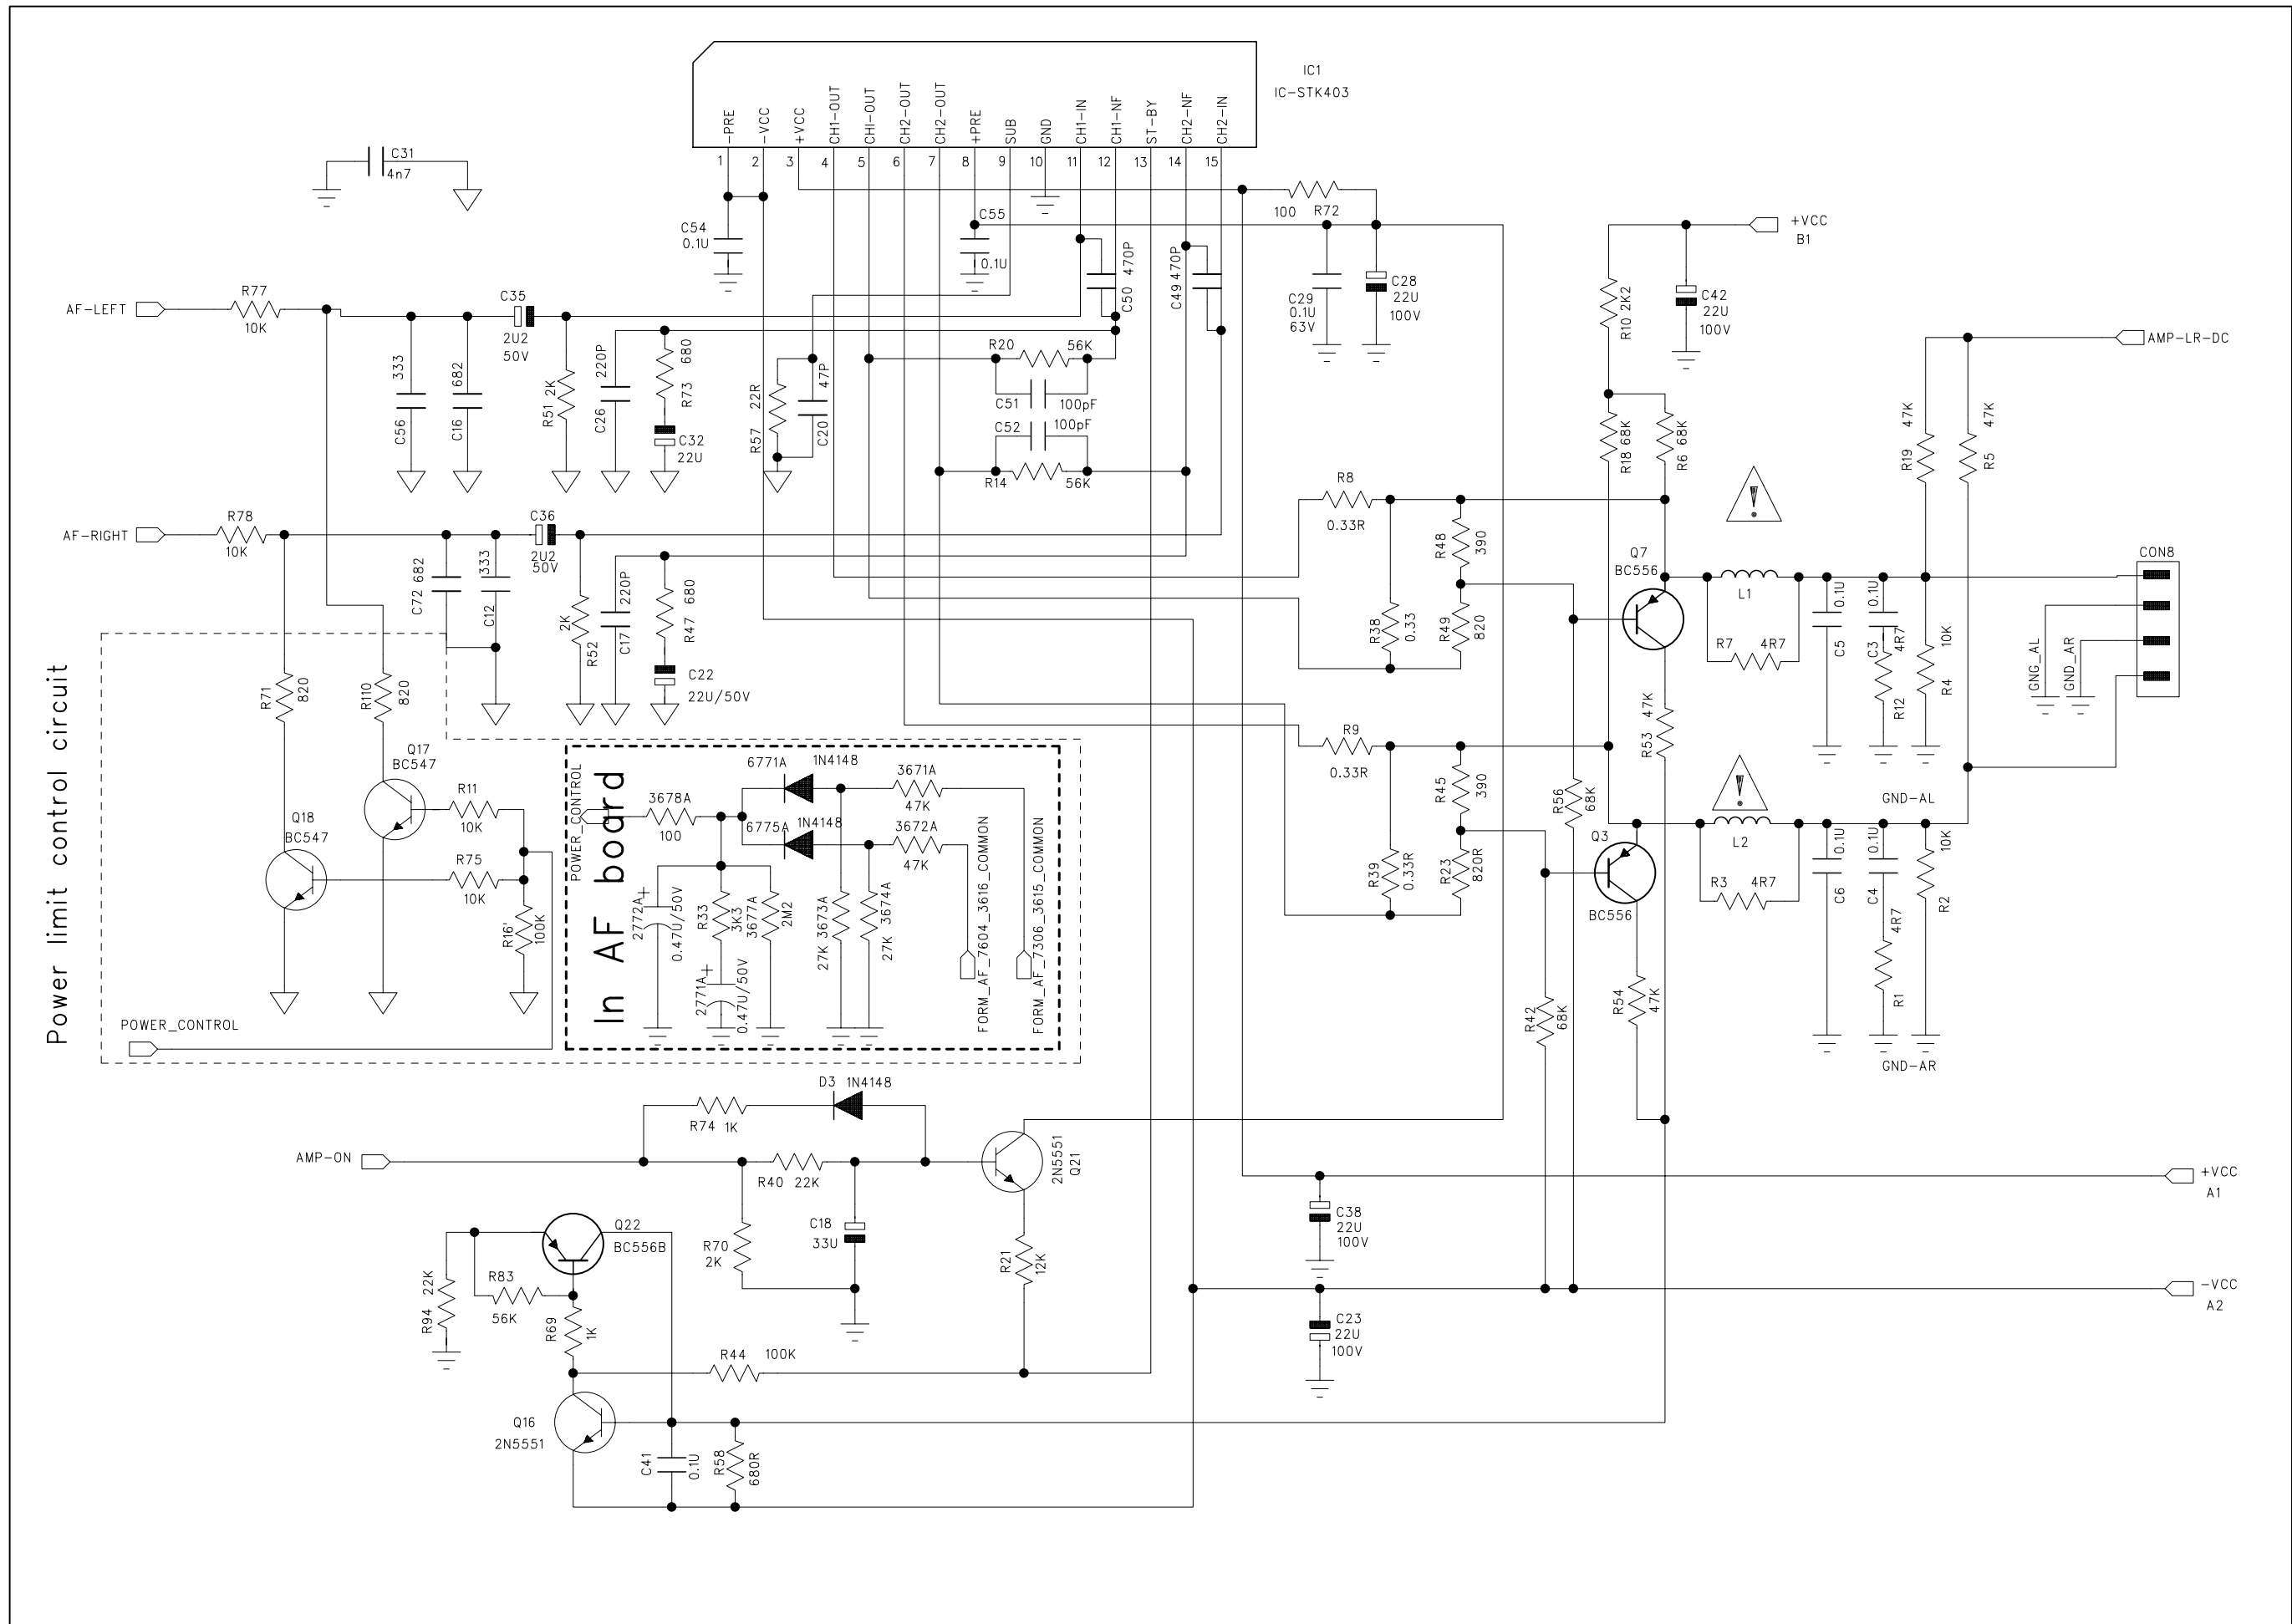 IC1
IC-STK403
-PRE
-VCC
+VCC
CH1-OUT
CHI-OUT
CH2-OUT
CH2-OUT
+PRE
SUB
GND
CH1-IN
CH1-NF
ST-BY
CH2-NF
CH2-IN
1
2
3
4
5
6
7
8
9
10
11
12
13
14
15
C31
4n7
C54
0.1U
C55
0.1U
C50 470P
C49 470P
100 R72
C29
0.1U
63V
C28
22U
100V
R10 2K2
C42
22U
100V
+VCC
B1
AMP-LR-DC
AF-LEFT
R77
10K
C35
2U2
50V
C56 333
C16 682
R51 2K
C26 220P
R73 680
C32
22U
R57 22R
C20 47P
R20 56K
C51 100pF
C52 100pF
R14 56K
R18 68K
R6 68K
R19 47K
R5 47K
AF-RIGHT
R78
10K
C36
2U2
50V
C72 682
C12 333
R52 2K
C17 220P
R47 680
C22
22U/50V
R8
0.33R
R38 0.33
R48 390
R49 820
Q7
BC556
L1
R7 4R7
C5 0.1U
C3 0.1U
R12 4R7
R4 10K
CON8
GNG_AL
GND_AR
R53 47K
Power limit control circuit
R71 820
R110 820
Q17
BC547
R11
10K
Q18
BC547
R75
10K
R16' 100K
POWER_CONTROL
In AF board
POWER_CONTROL
3678A
100
6771A 1N4148
6775A 1N4148
3671A
47K
3672A
47K
2772A + 0.47U/50V
R33 3K3
3677A 2M2
2771A + 0.47U/50V
27K 3673A
27K 3674A
FORM_AF_7604_3616_COMMON
FORM_AF_7306_3615_COMMON
R9
0.33R
R39 0.33R
R45 390
R23 820R
R56 68K
R42 68K
Q3
BC556
R54 47K
L2
R3 4R7
GND-AL
C6 0.1U
C4 0.1U
R1 4R7
R2 10K
GND-AR
D3 1N4148
R74 1K
AMP-ON
R40 22K
2N5551
Q21
R70
2K
C18
33U
R21 12K
Q22
BC556B
R94 22K
R83
56K
R69 1K
R44 100K
Q16
2N5551
C41 0.1U
R58 680R
C38
22U
100V
C23
22U
100V
+VCC
A1
-VCC
A2